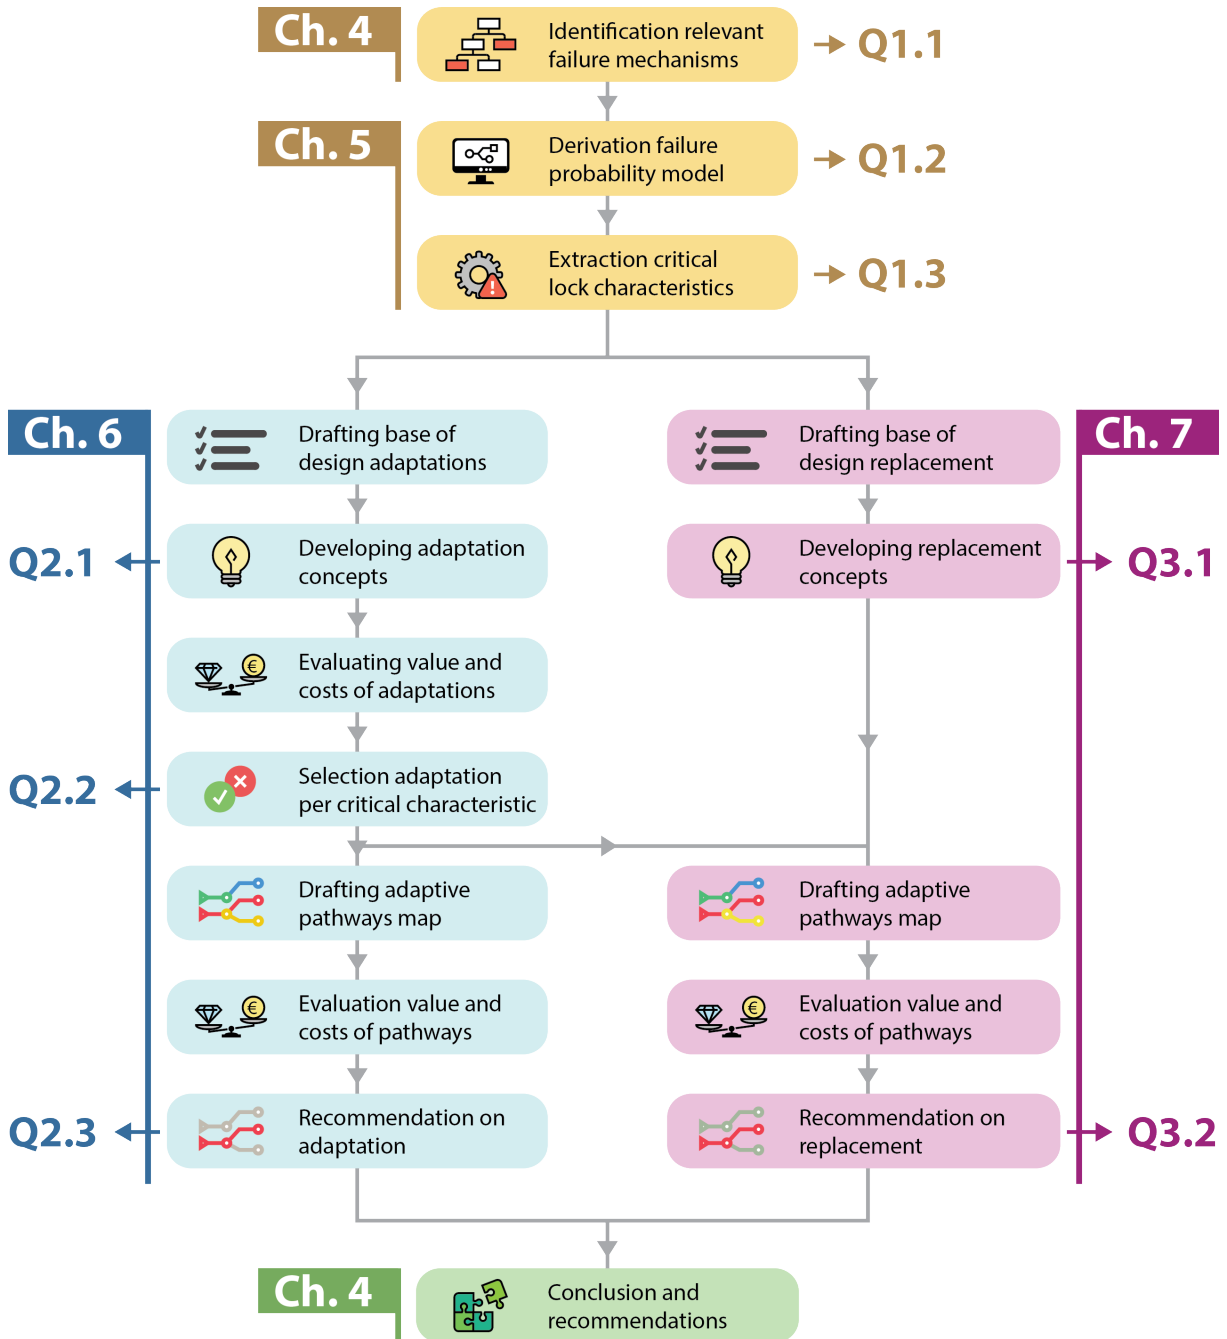 Ch. 4
Identification relevant
failure mechanisms
Q1.1
Ch. 5
Derivation failure
probability model
Q1.2
Extraction critical
lock characteristics
Q1.3
Ch. 6
Drafting base of
design adaptations
Drafting base of
design replacement
Ch. 7
Q2.1
Developing adaptation
concepts
Developing replacement
concepts
Q3.1
Evaluating value and
costs of adaptations
Q2.2
Selection adaptation
per critical characteristic
Drafting adaptive
pathways map
Drafting adaptive
pathways map
Evaluation value and
costs of pathways
Evaluation value and
costs of pathways
Q2.3
Recommendation on
adaptation
Recommendation on
replacement
Q3.2
Ch. 4
Conclusion and
recommendations